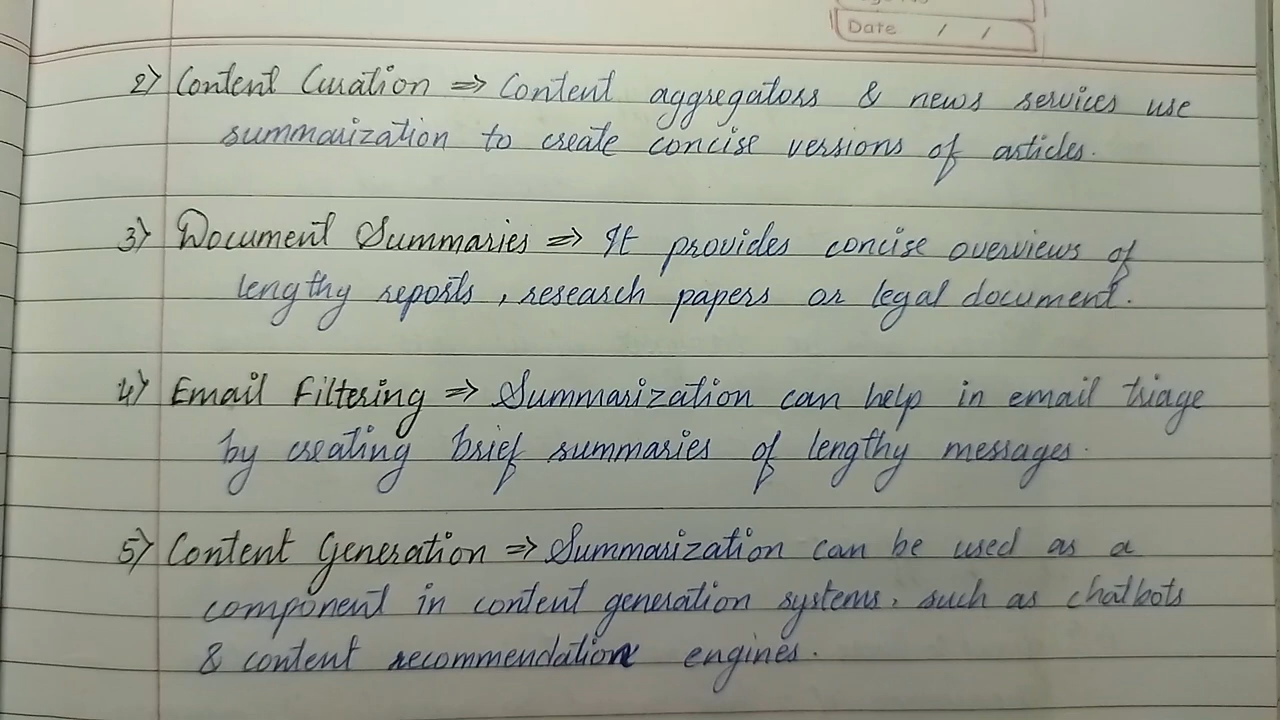 Date / /
2) Content Curation ⇒ Content aggregators & news services use
summarization to create concise versions of articles.
3) Document Summaries ⇒ It provides concise overviews of
lengthy reports, research papers or legal document.
4) Email Filtering ⇒ Summarization can help in email triage
by creating brief summaries of lengthy messages.
5) Content Generation ⇒ Summarization can be used as a
component in content generation systems, such as chatbots
& content recommendation engines.